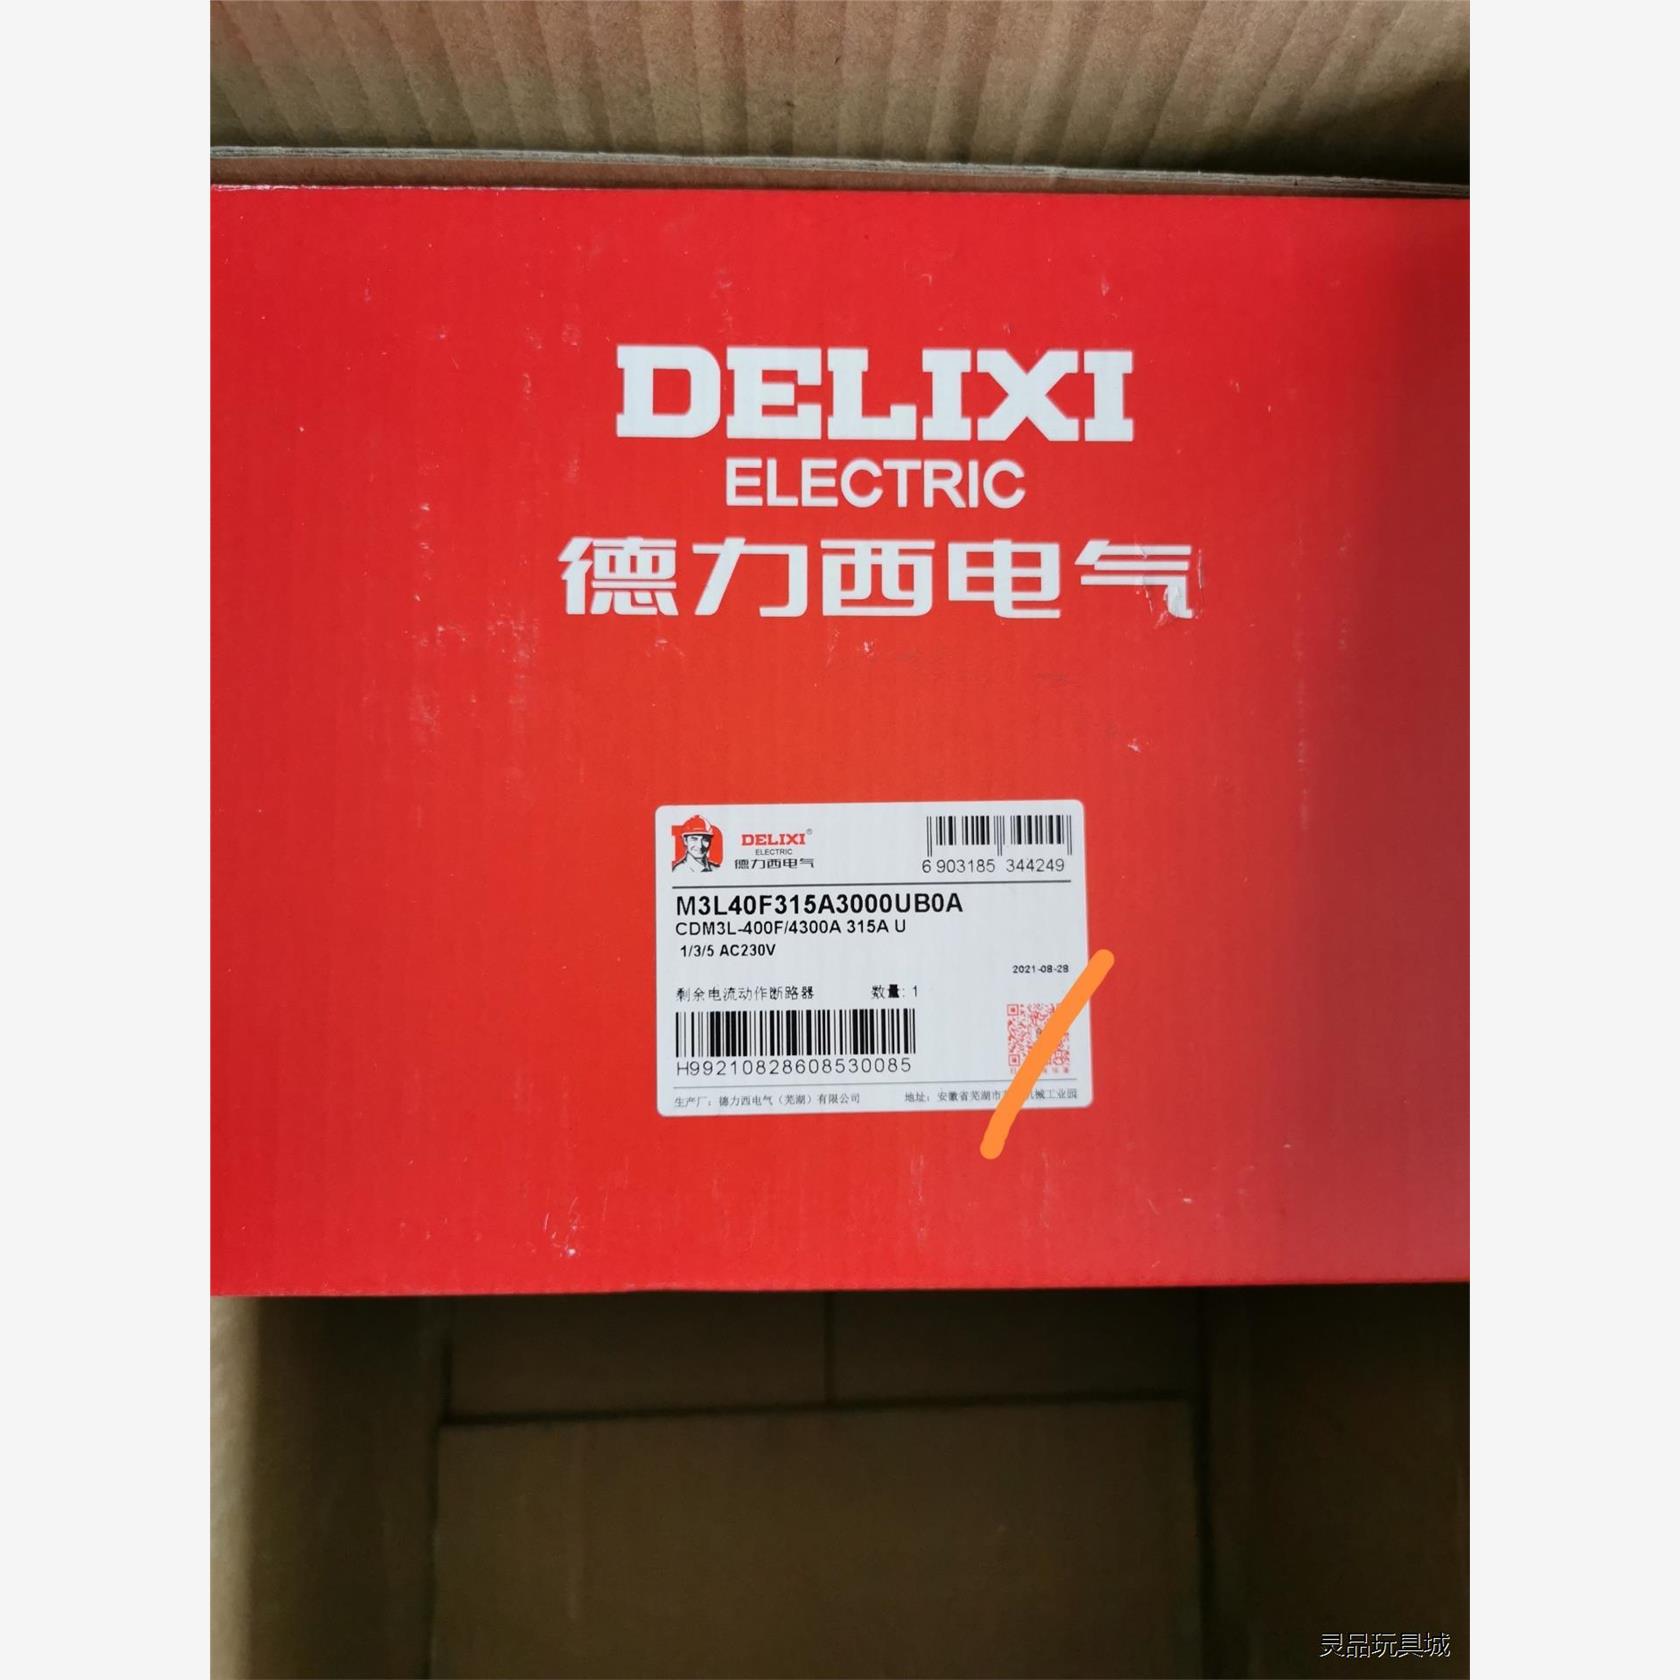 DELIXI
ELECTRIC
德力西电气
DELIXI®
ELECTRIC
德力西电气
6 903185 344249
M3L40F315A3000UB0A
CDM3L-400F/4300A 315A U
1/3/5 AC230V
2021-08-28
剩余电流动作断路器 数量: 1
H99210828608530085
生产厂: 德力西电气（芜湖）有限公司 地址: 安徽省芜湖市 机械工业园
灵品玩具城